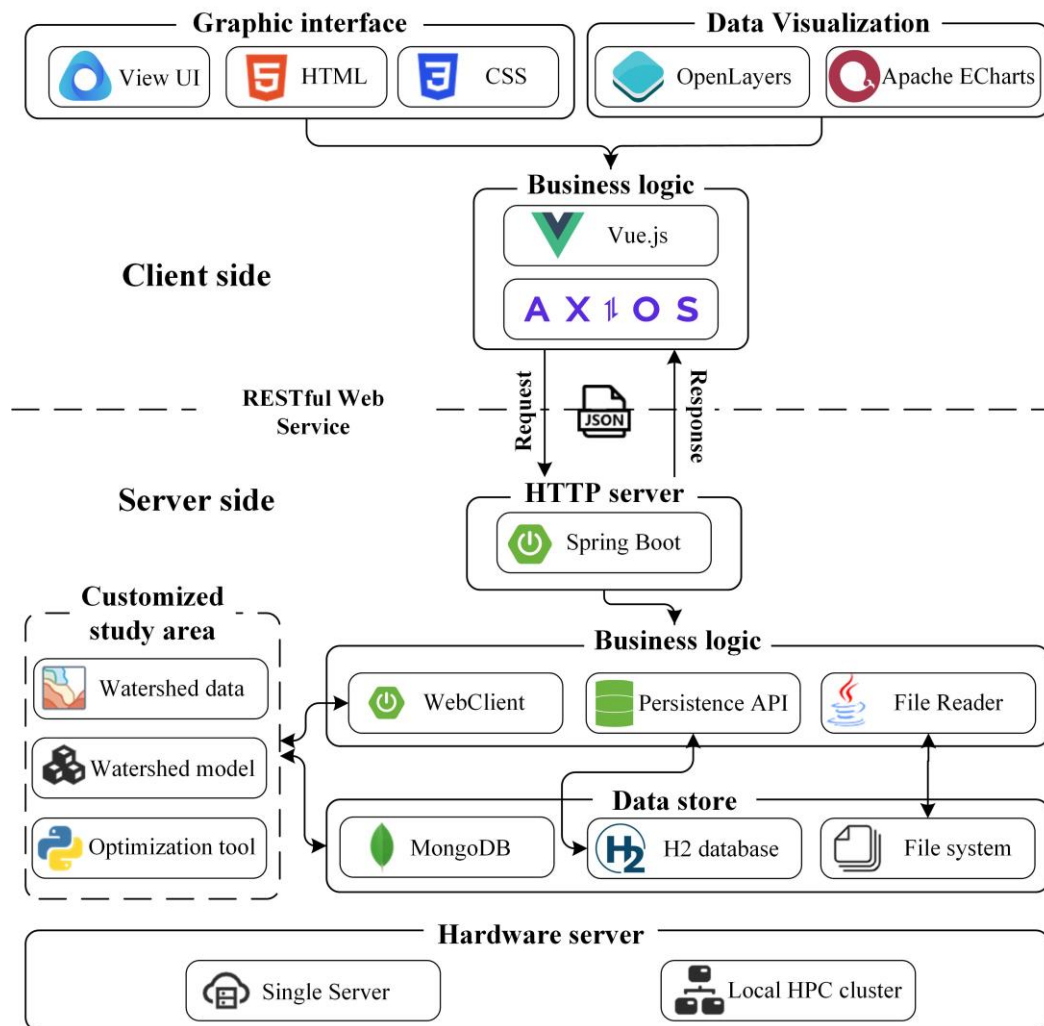 Graphic interface
Data Visualization
View UI
5
HTML
3
CSS
OpenLayers
Apache ECharts
Business logic
Vue.js
AXIOS
Client side
Request
JSON
Response
RESTful Web
Service
Server side
HTTP server
Spring Boot
Customized
study area
Business logic
Watershed data
WebClient
Persistence API
File Reader
Watershed model
Data store
Optimization tool
MongoDB
H2
H2 database
File system
Hardware server
Single Server
Local HPC cluster